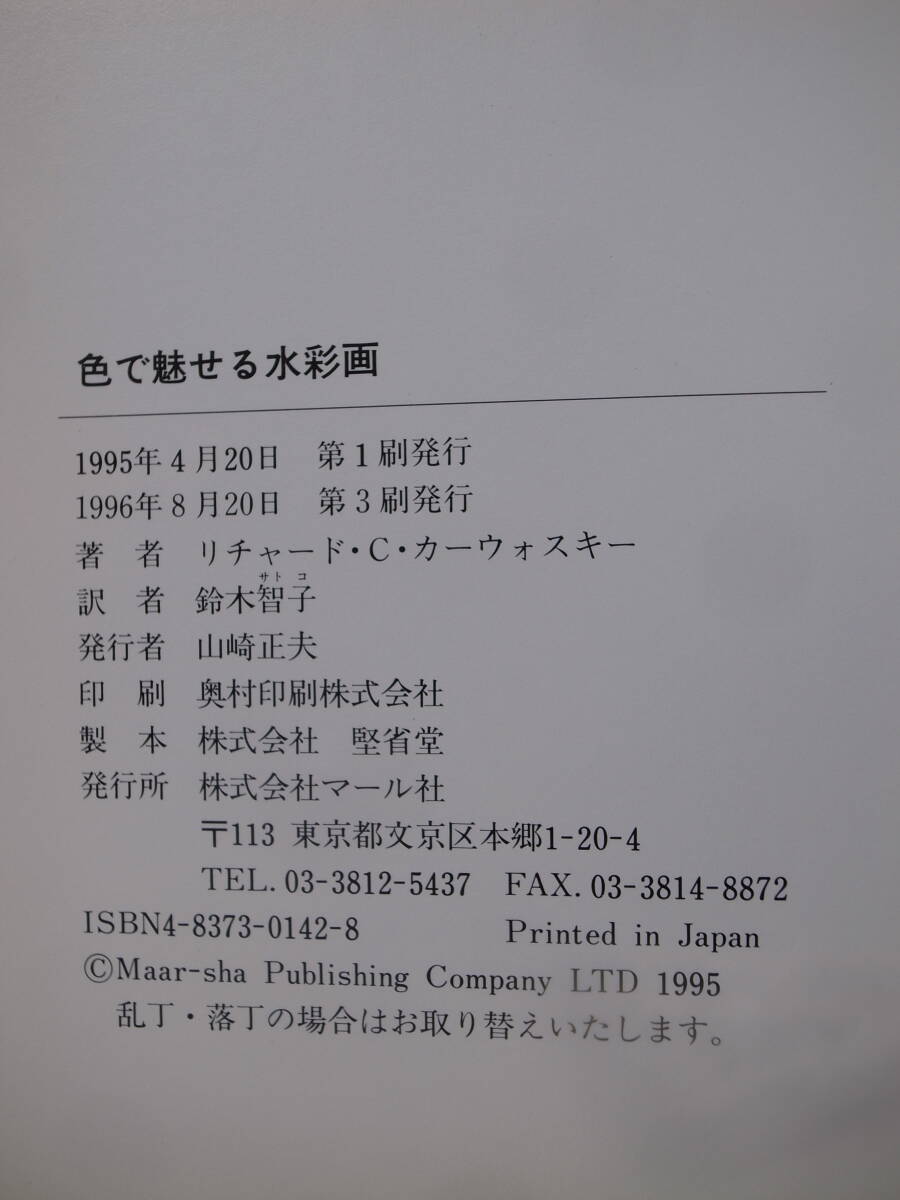 色で魅せる水彩画
1995年4月20日 第1刷発行
1996年8月20日 第3刷発行
著 者 リチャード・C・カーウォスキー
サト コ
訳 者 鈴木智子
発行者 山崎正夫
印 刷 奥村印刷株式会社
製 本 株式会社 堅省堂
発行所 株式会社マール社
〒113 東京都文京区本郷1-20-4
TEL. 03-3812-5437 FAX. 03-3814-8872
ISBN4-8373-0142-8 Printed in Japan
©Maar-sha Publishing Company LTD 1995
乱丁・落丁の場合はお取り替えいたします。